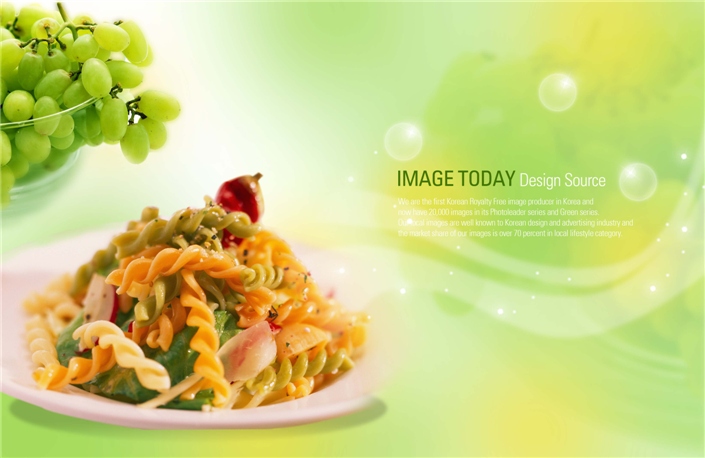 IMAGE TODAY Design Source
We are the first Korean Royalty Free image producer in Korea and
now have 20,000 images in its Photoleader series and Green series.
Our local images are well known to Korean design and advertising industry and
the market share of our images is over 70 percent in local lifestyle category.